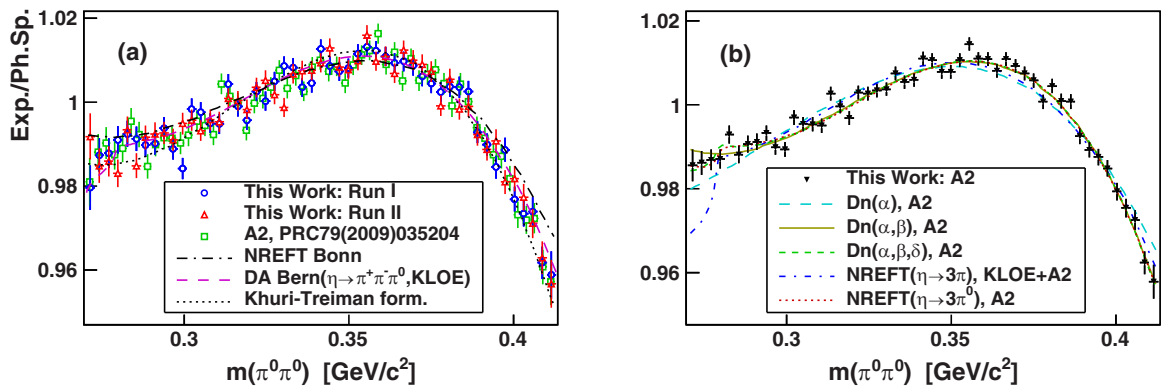 1.02
1
0.98
0.96
Exp./Ph.Sp.
(a)
This Work: Run I
This Work: Run II
A2, PRC79(2009)035204
NREFT Bonn
DA Bern(η→π⁺π⁻π⁰,KLOE)
Khuri-Treiman form.
0.3
0.35
0.4
m(π⁰π⁰) [GeV/c²]
1.02
1
0.98
0.96
(b)
This Work: A2
Dn(α), A2
Dn(α,β), A2
Dn(α,β,δ), A2
NREFT(η→3π), KLOE+A2
NREFT(η→3π⁰), A2
0.3
0.35
0.4
m(π⁰π⁰) [GeV/c²]